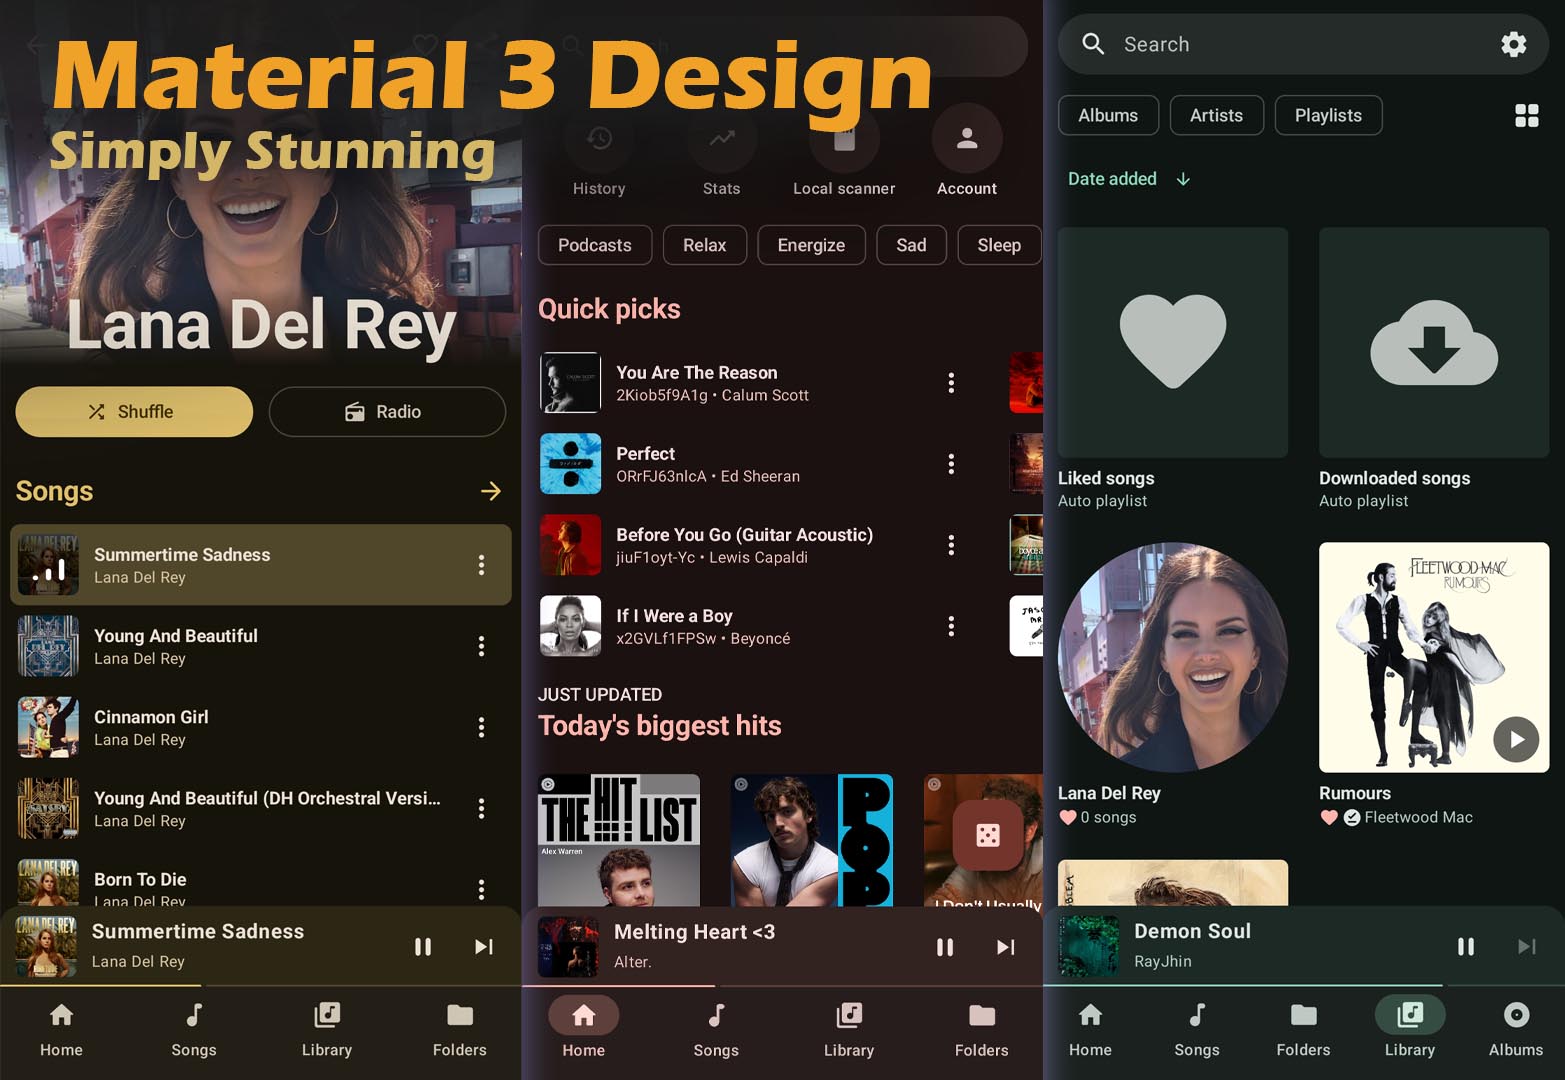 Material 3 Design
Simply Stunning
Lana Del Rey
Shuffle
Radio
Songs
Summertime Sadness
Lana Del Rey
Young And Beautiful
Lana Del Rey
Cinnamon Girl
Lana Del Rey
Young And Beautiful (DH Orchestral Versi...
Lana Del Rey
Born To Die
Lana Del Rey
Summertime Sadness
Lana Del Rey
Home
Songs
Library
Folders
History
Stats
Local scanner
Account
Podcasts
Relax
Energize
Sad
Sleep
Quick picks
You Are The Reason
2Kiob5f9A1g • Calum Scott
Perfect
ORrFJ63nlcA • Ed Sheeran
Before You Go (Guitar Acoustic)
jiuF1oyt-Yc • Lewis Capaldi
If I Were a Boy
x2GVLf1FPSw • Beyoncé
JUST UPDATED
Today's biggest hits
THE HIT LIST
Alex Warren
POP
I Don't Usually
Melting Heart <3
Alter.
Home
Songs
Library
Folders
Search
Albums
Artists
Playlists
Date added
Liked songs
Auto playlist
Downloaded songs
Auto playlist
FLEETWOOD MAC
RUMOURS
Lana Del Rey
0 songs
Rumours
Fleetwood Mac
Demon Soul
RayJhin
Home
Songs
Folders
Library
Albums